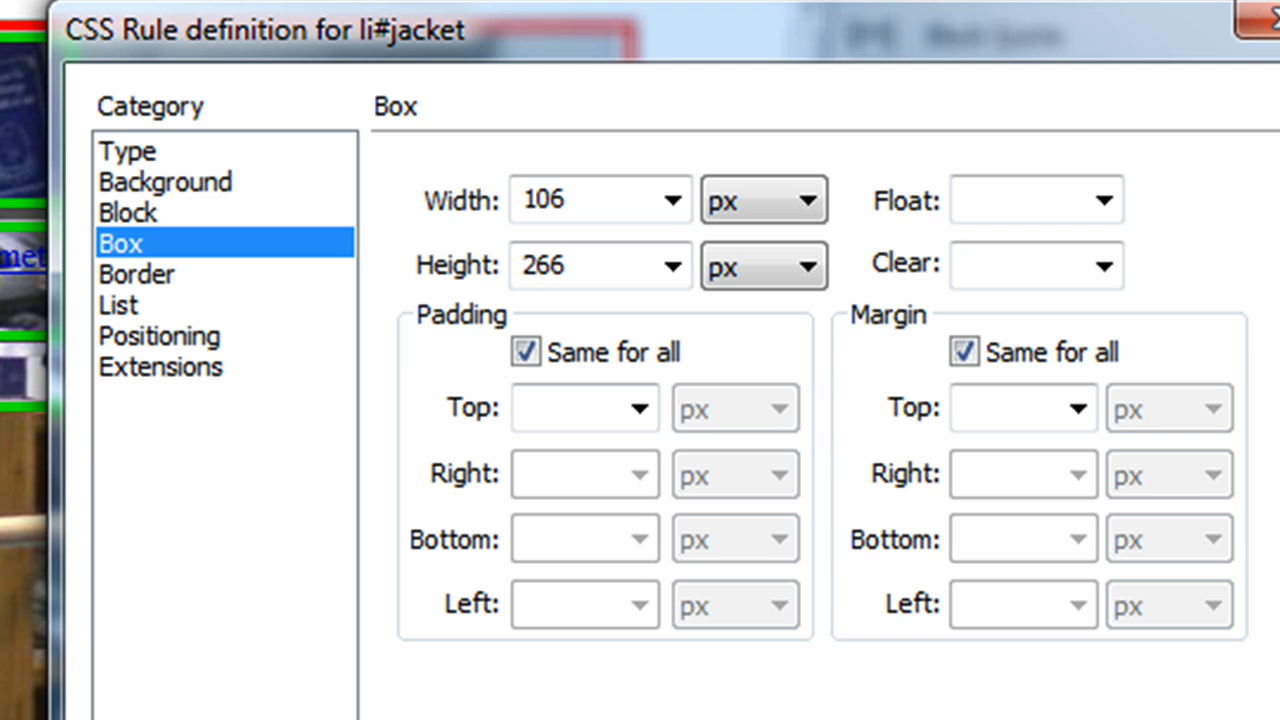 CSS Rule definition for li#jacket
Category
Box
Type
Background
Block
Box
Border
List
Positioning
Extensions
Width: 106 px
Float:
Height: 266 px
Clear:
Padding
Same for all
Top: px
Right: px
Bottom: px
Left: px
Margin
Same for all
Top: px
Right: px
Bottom: px
Left: px